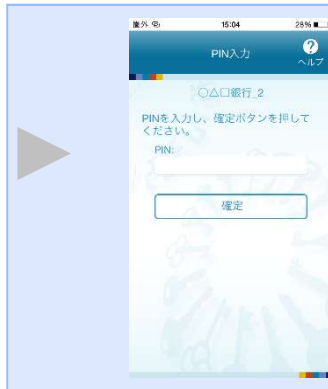 圏外
15:04
28%
PIN入力
?
ヘルプ
○△□銀行_2
PINを入力し、確定ボタンを押して
ください。
PIN:
確定